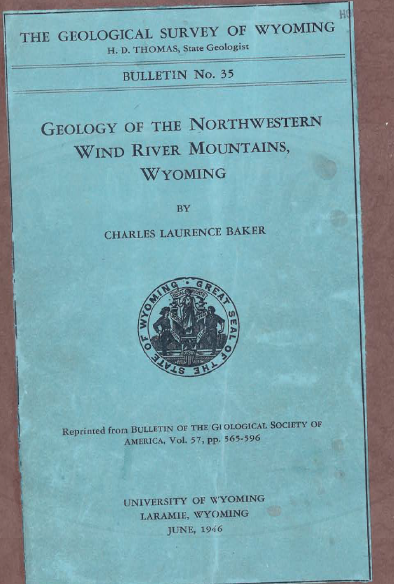 THE GEOLOGICAL SURVEY OF WYOMING
H. D. THOMAS, State Geologist
BULLETIN No. 35
GEOLOGY OF THE NORTHWESTERN
WIND RIVER MOUNTAINS,
WYOMING
BY
CHARLES LAURENCE BAKER
GREAT SEAL OF THE STATE OF WYOMING
Reprinted from BULLETIN OF THE GEOLOGICAL SOCIETY OF
AMERICA, Vol. 57, pp. 565-596
UNIVERSITY OF WYOMING
LARAMIE, WYOMING
JUNE, 1946